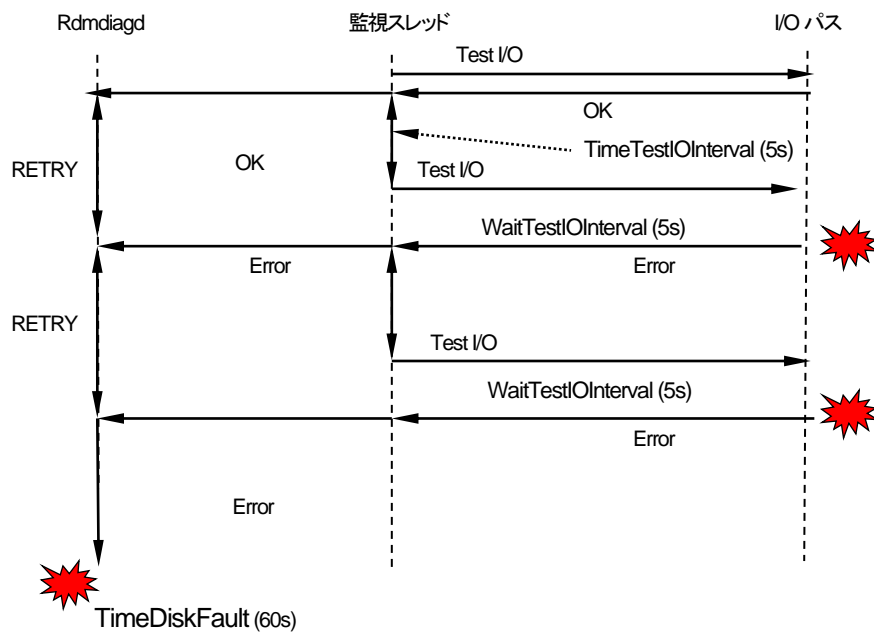 Rdmdiagd
監視スレッド
I/O パス
Test I/O
OK
TimeTestIOInterval (5s)
RETRY
OK
Test I/O
WaitTestIOInterval (5s)
Error
Error
RETRY
Test I/O
WaitTestIOInterval (5s)
Error
Error
TimeDiskFault (60s)